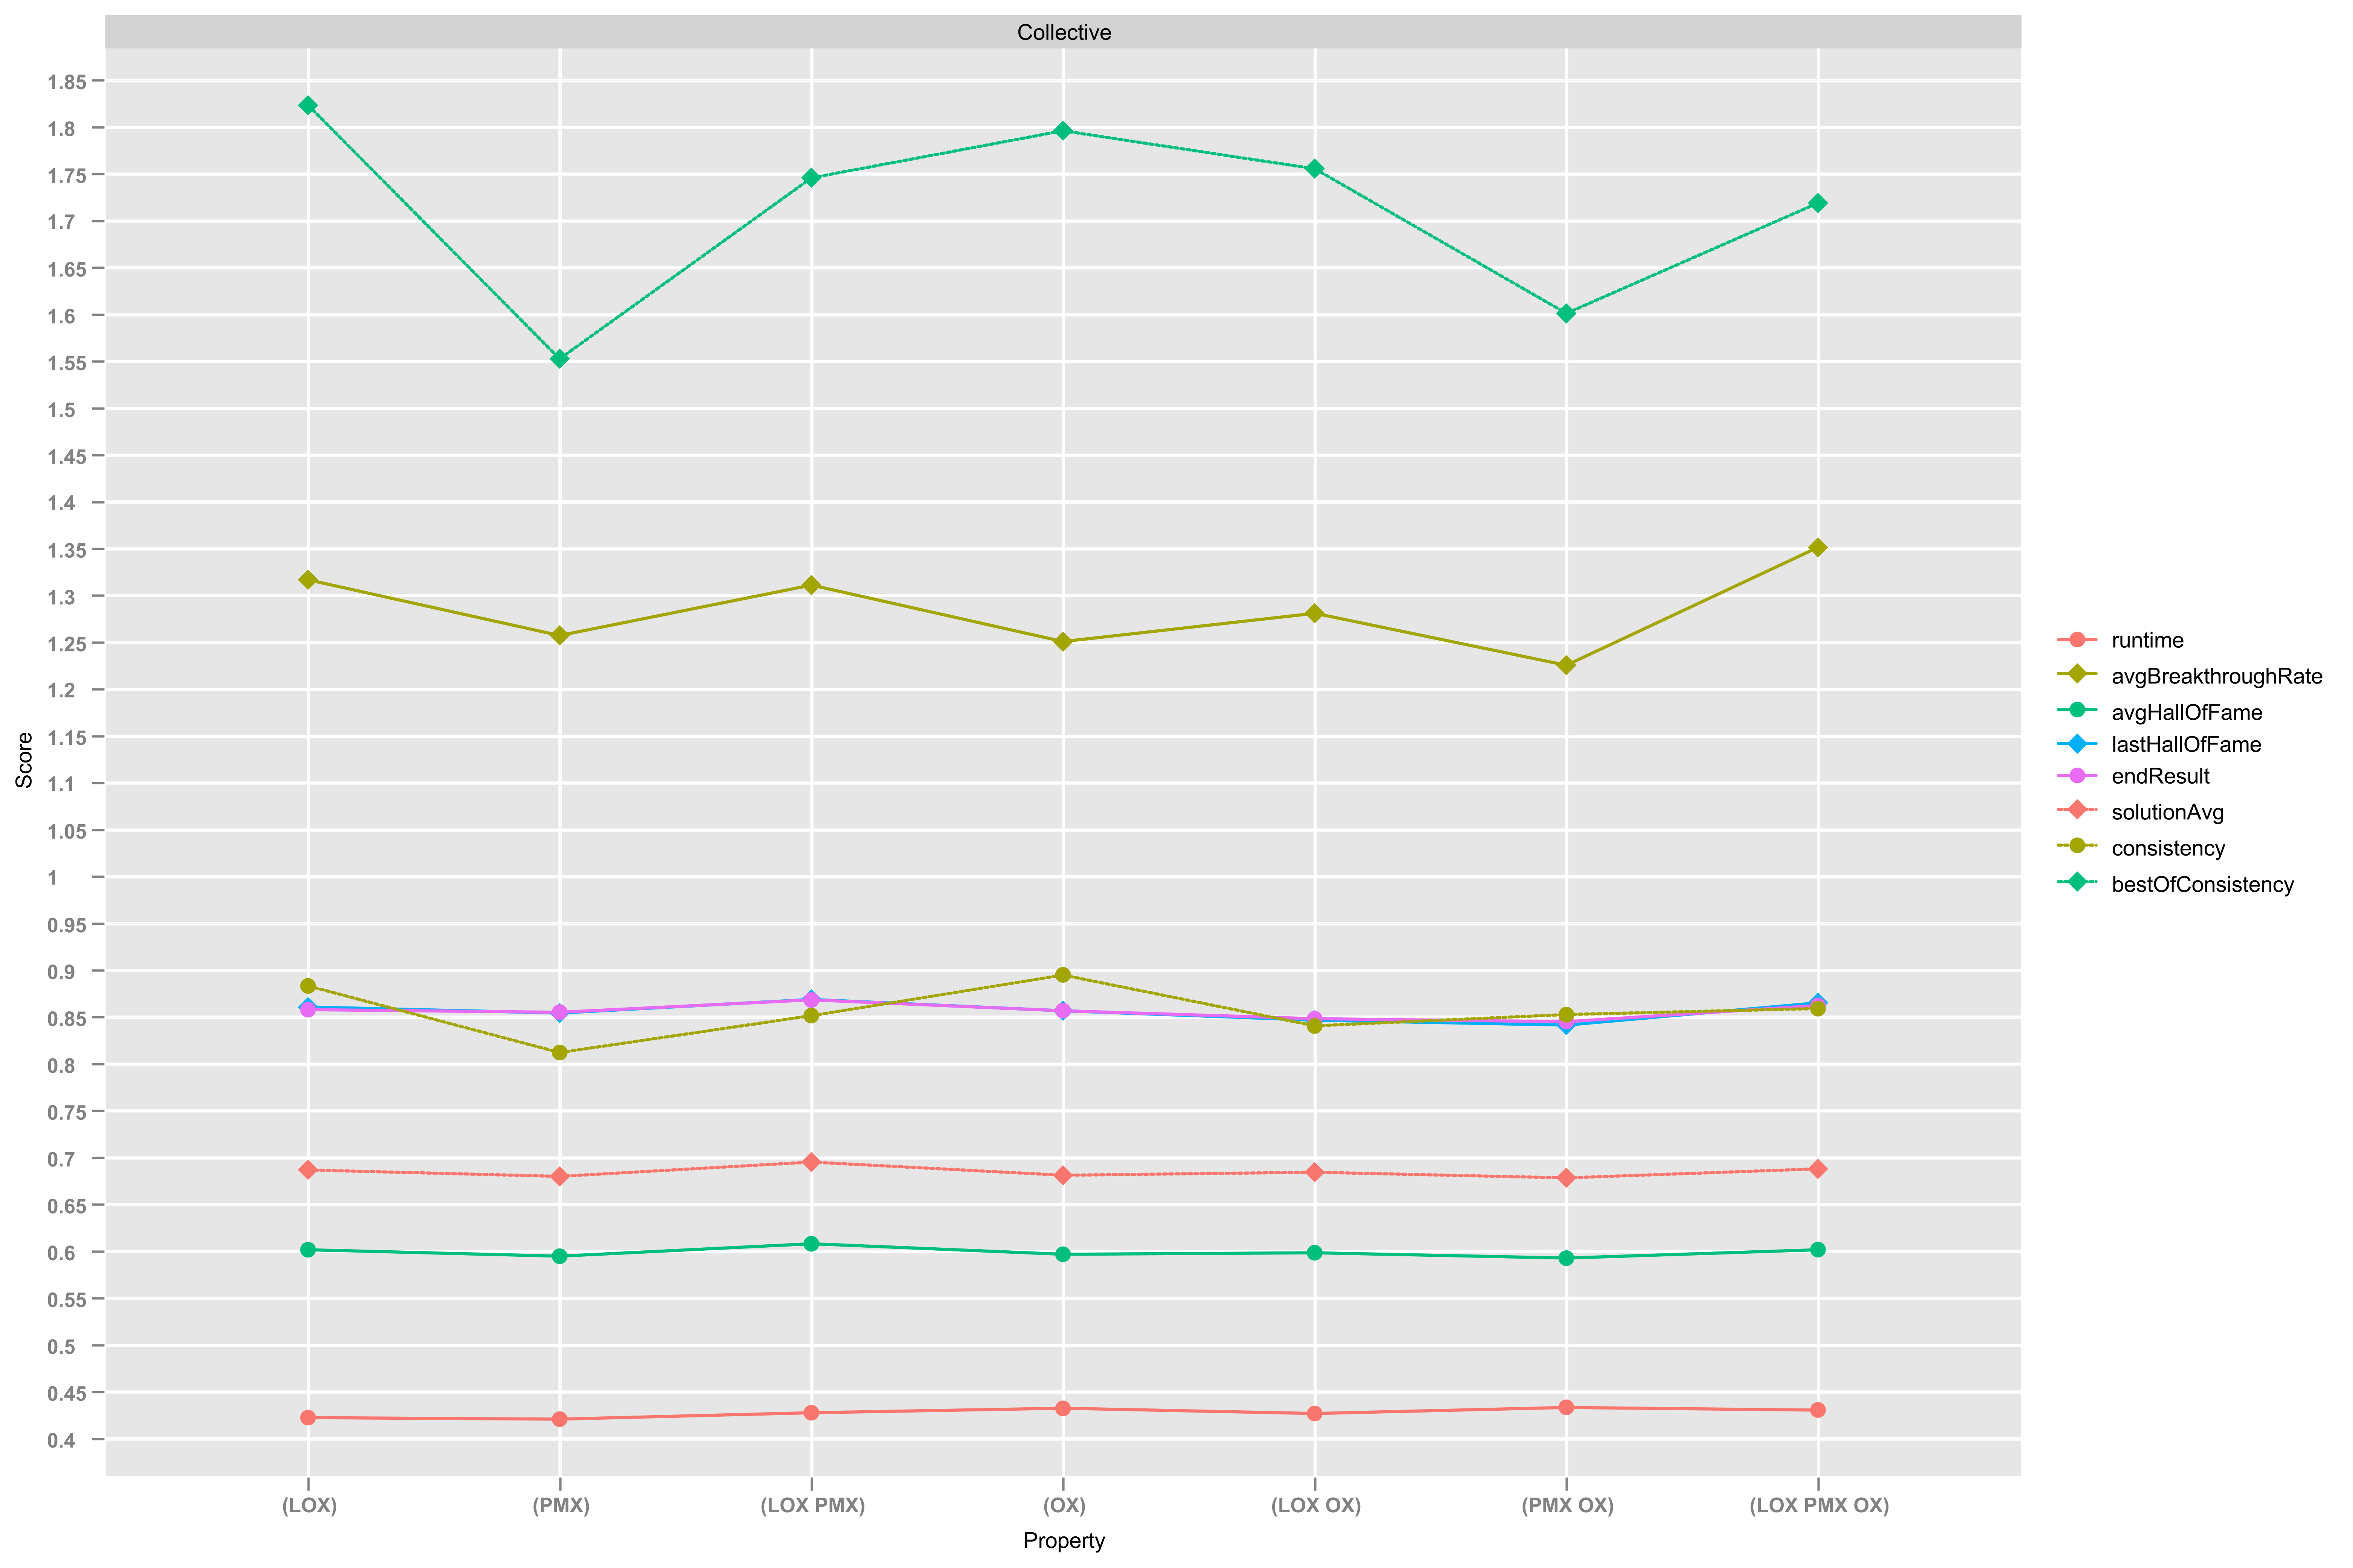 Collective
1.85
1.8
1.75
1.7
1.65
1.6
1.55
1.5
1.45
1.4
1.35
1.3
1.25
1.2
1.15
1.1
1.05
1
0.95
0.9
0.85
0.8
0.75
0.7
0.65
0.6
0.55
0.5
0.45
0.4
Score
(LOX) (PMX) (LOX PMX) (OX) (LOX OX) (PMX OX) (LOX PMX OX)
Property
runtime
avgBreakthroughRate
avgHallOfFame
lastHallOfFame
endResult
solutionAvg
consistency
bestOfConsistency